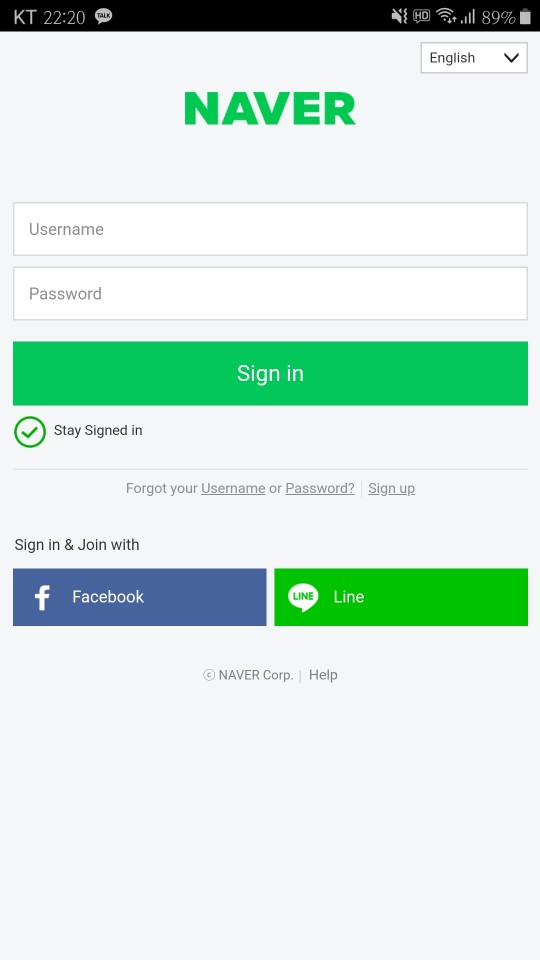 KT 22:20 TALK HD 89%
English
NAVER
Username
Password
Sign in
Stay Signed in
Forgot your Username or Password? | Sign up
Sign in & Join with
f Facebook LINE Line
ⓒ NAVER Corp. | Help